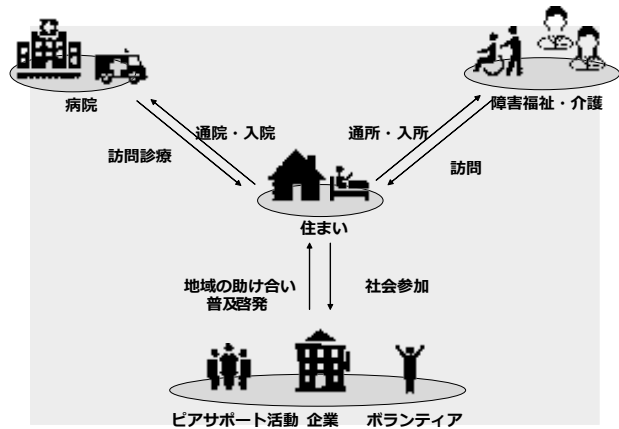 病院
障害福祉・介護
通院・入院
通所・入所
訪問診療
訪問
住まい
地域の助け合い
普及啓発
社会参加
ピアサポート活動 企業 ボランティア